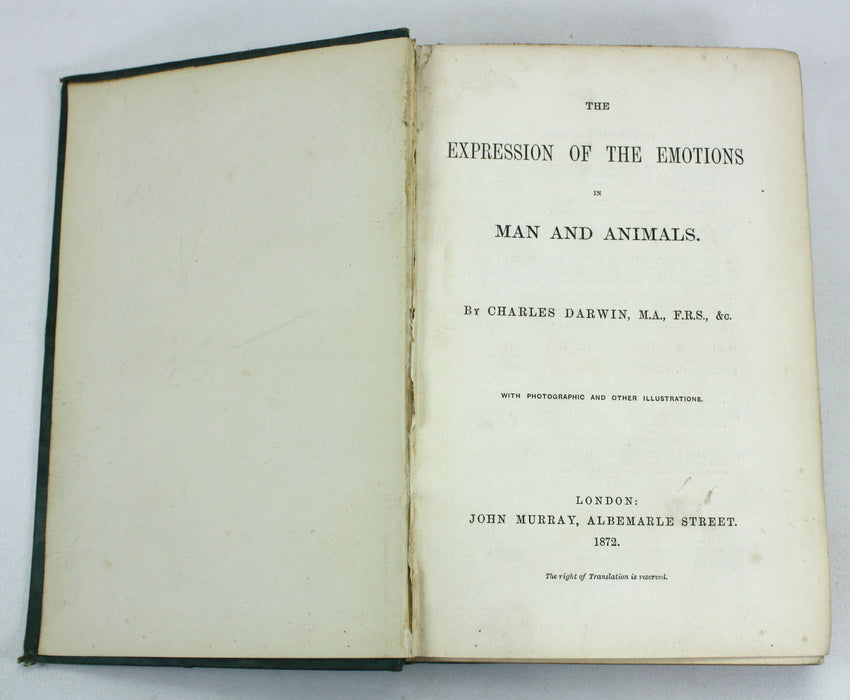 THE
EXPRESSION OF THE EMOTIONS
IN
MAN AND ANIMALS.
By CHARLES DARWIN, M.A., F.R.S., &c.
WITH PHOTOGRAPHIC AND OTHER ILLUSTRATIONS.
LONDON:
JOHN MURRAY, ALBEMARLE STREET.
1872.
The right of Translation is reserved.